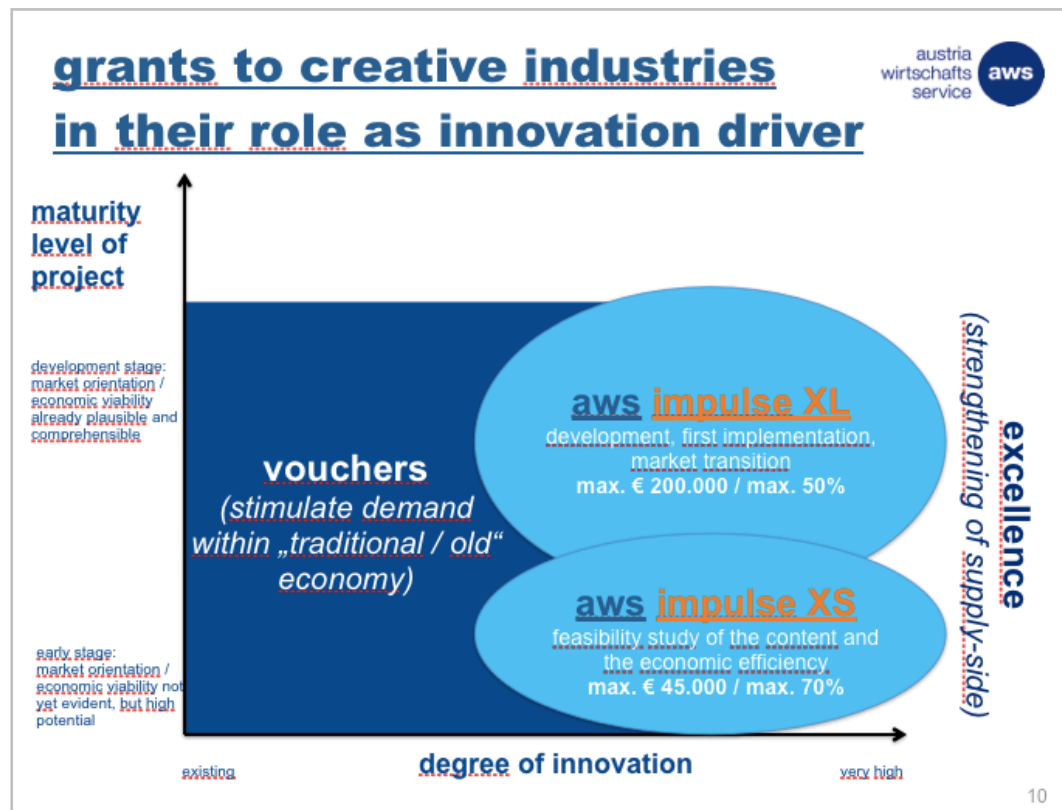 grants to creative industries
in their role as innovation driver
austria
wirtschafts
service
aws
maturity
level of
project
development stage:
market orientation /
economic viability
already plausible and
comprehensible
early stage:
market orientation /
economic viability not
yet evident, but high
potential
vouchers
(stimulate demand
within „traditional / old“
economy)
aws impulse XL
development, first implementation,
market transition
max. € 200.000 / max. 50%
aws impulse XS
feasibility study of the content and
the economic efficiency
max. € 45.000 / max. 70%
excellence
(strengthening of supply-side)
existing
degree of innovation
very high
10